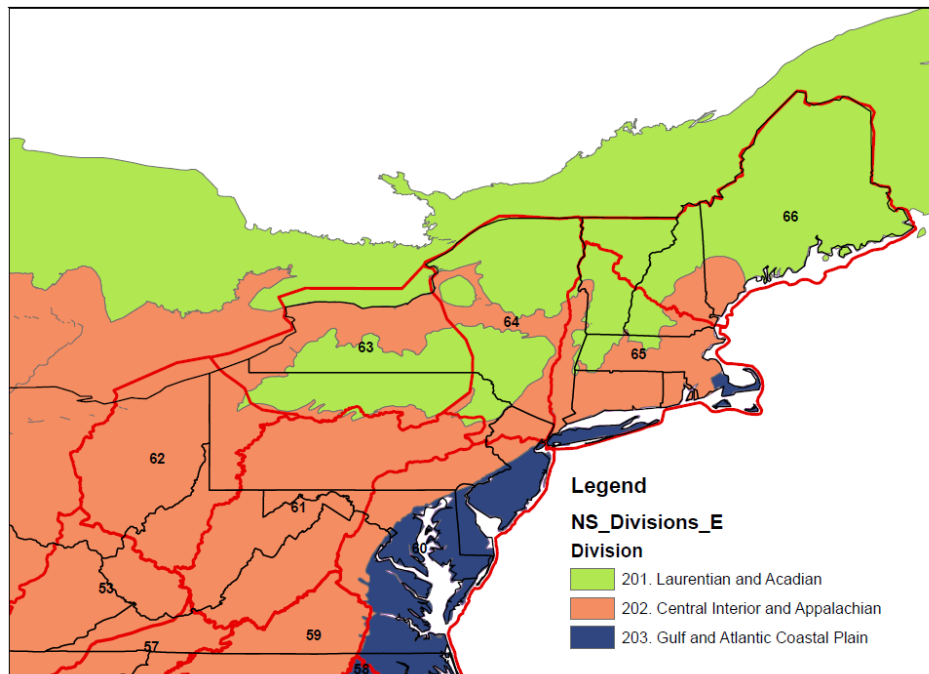 66
64
63
65
62
61
60
53
59
57
58
Legend
NS_Divisions_E
Division
201. Laurentian and Acadian
202. Central Interior and Appalachian
203. Gulf and Atlantic Coastal Plain